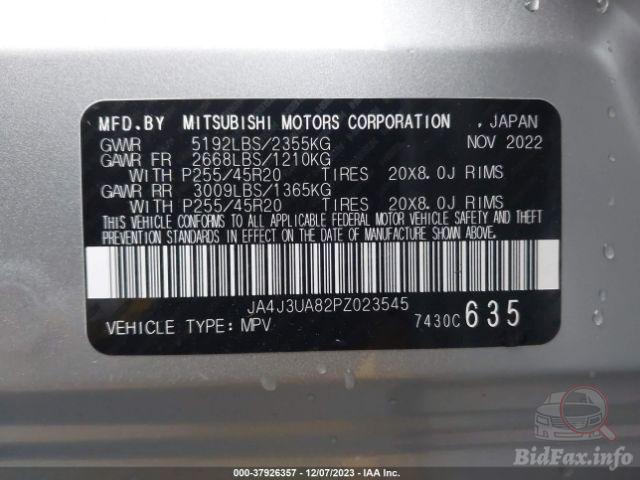 MFD.BY MITSUBISHI MOTORS CORPORATION , JAPAN
GVWR 5192LBS/2355KG NOV 2022
GAWR FR 2668LBS/1210KG
WITH P255/45R20 TIRES 20X8.0J RIMS
GAWR RR 3009LBS/1365KG
WITH P255/45R20 TIRES 20X8.0J RIMS
THIS VEHICLE CONFORMS TO ALL APPLICABLE FEDERAL MOTOR VEHICLE SAFETY AND THEFT
PREVENTION STANDARDS IN EFFECT ON THE DATE OF MANUFACTURE SHOWN ABOVE.
JA4J3UA82PZ023545
VEHICLE TYPE: MPV 7430C 635
BidFax.info
000-37926357 - 12/07/2023 - IAA Inc.